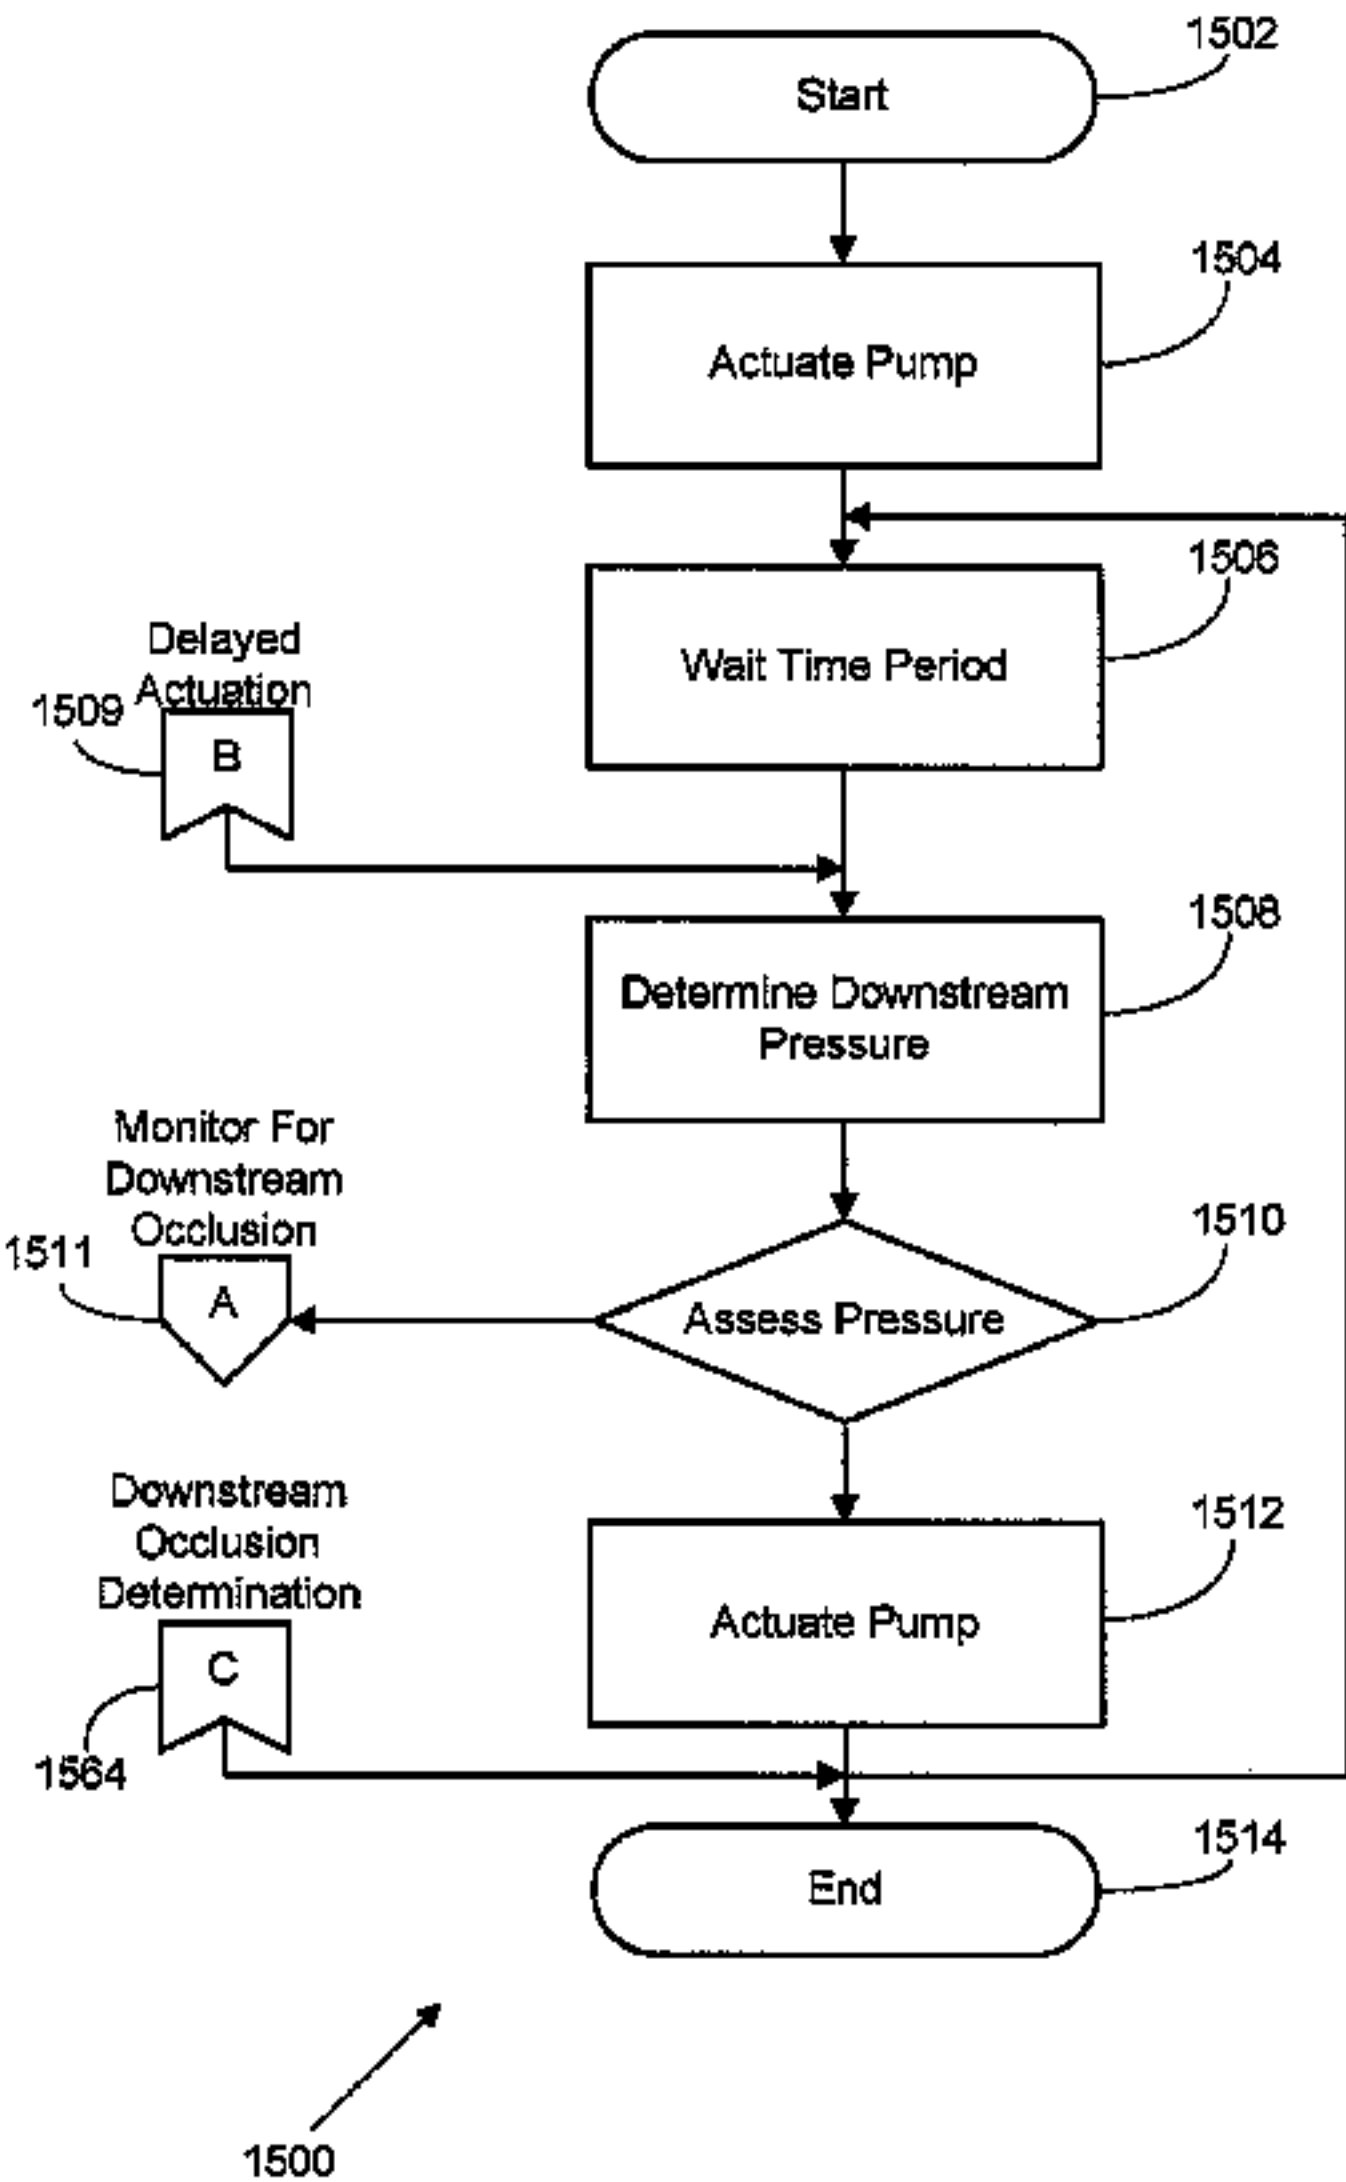 1502
Start
1504
Actuate Pump
1506
Wait Time Period
Delayed
Actuation
1509
B
1508
Determine Downstream
Pressure
Monitor For
Downstream
Occlusion
1511
A
1510
Assess Pressure
Downstream
Occlusion
Determination
C
1564
1512
Actuate Pump
1514
End
1500